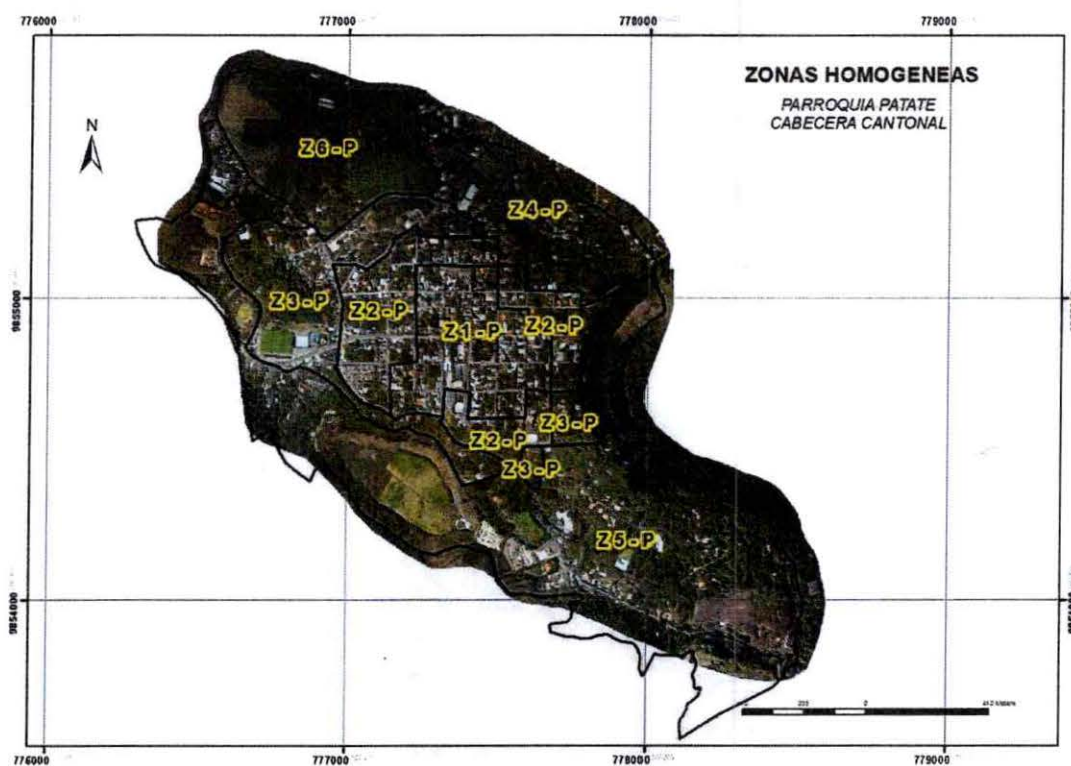 776000 777000 778000 779000
ZONAS HOMOGENEAS
PARROQUIA PATATE
CABECERA CANTONAL
N
Z6-P
Z4-P
9855000
Z3-P
Z2-P
Z1-P
Z2-P
Z3-P
Z2-P
Z3-P
Z5-P
9854000
776000 777000 778000 779000